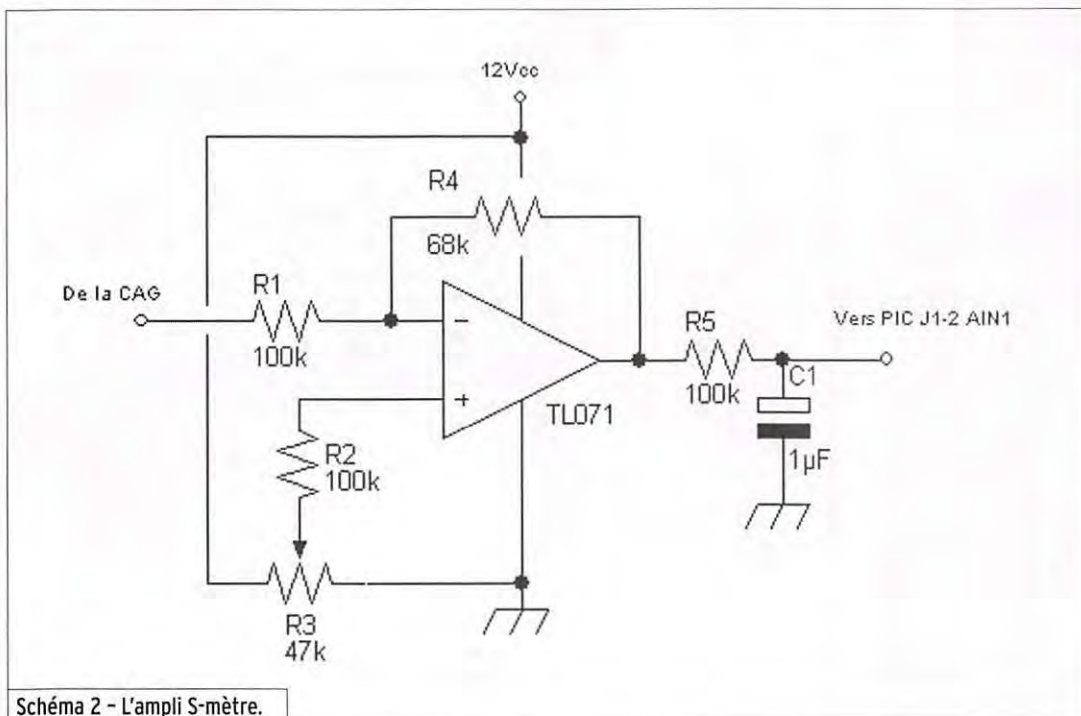 12Vcc
R4
68k
De la CAG
R1
100k
−
+
TL071
R5
100k
Vers PIC J1-2 AIN1
C1
1µF
R2
100k
R3
47k
Schéma 2 - L'ampli S-mètre.